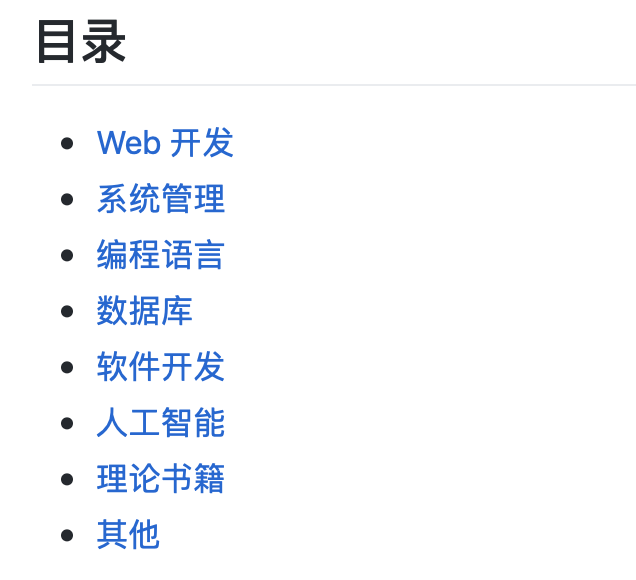 目录
Web 开发
系统管理
编程语言
数据库
软件开发
人工智能
理论书籍
其他